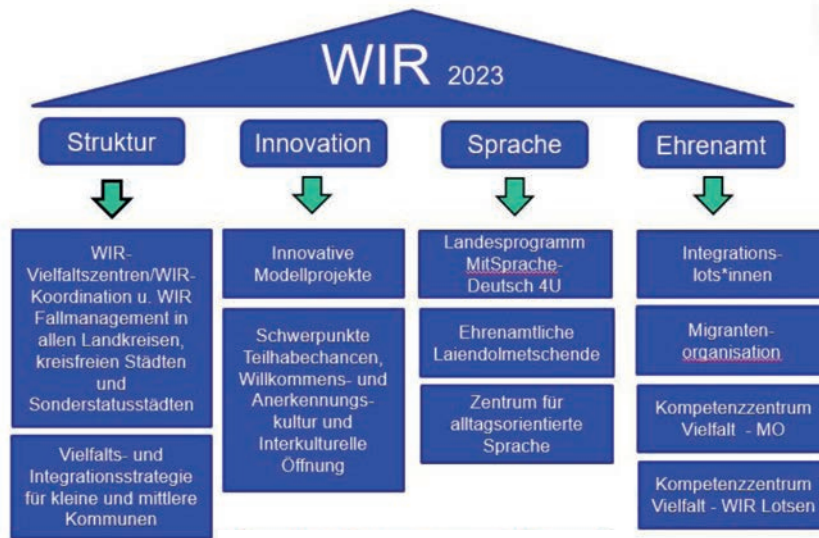 WIR 2023
Struktur
Innovation
Sprache
Ehrenamt
WIR-
Vielfaltszentren/WIR-
Koordination u. WIR
Fallmanagement in
allen Landkreisen,
kreisfreien Städten
und
Sonderstatusstädten
Vielfalts- und
Integrationsstrategie
für kleine und mittlere
Kommunen
Innovative
Modellprojekte
Schwerpunkte
Teilhabechancen,
Willkommens- und
Anerkennungs-
kultur und
Interkulturelle
Öffnung
Landesprogramm
MitSprache-
Deutsch 4U
Ehrenamtliche
Laiendolmetschende
Zentrum für
alltagsorientierte
Sprache
Integrations-
lots*innen
Migranten-
organisation
Kompetenzzentrum
Vielfalt - MO
Kompetenzzentrum
Vielfalt - WIR Lotsen